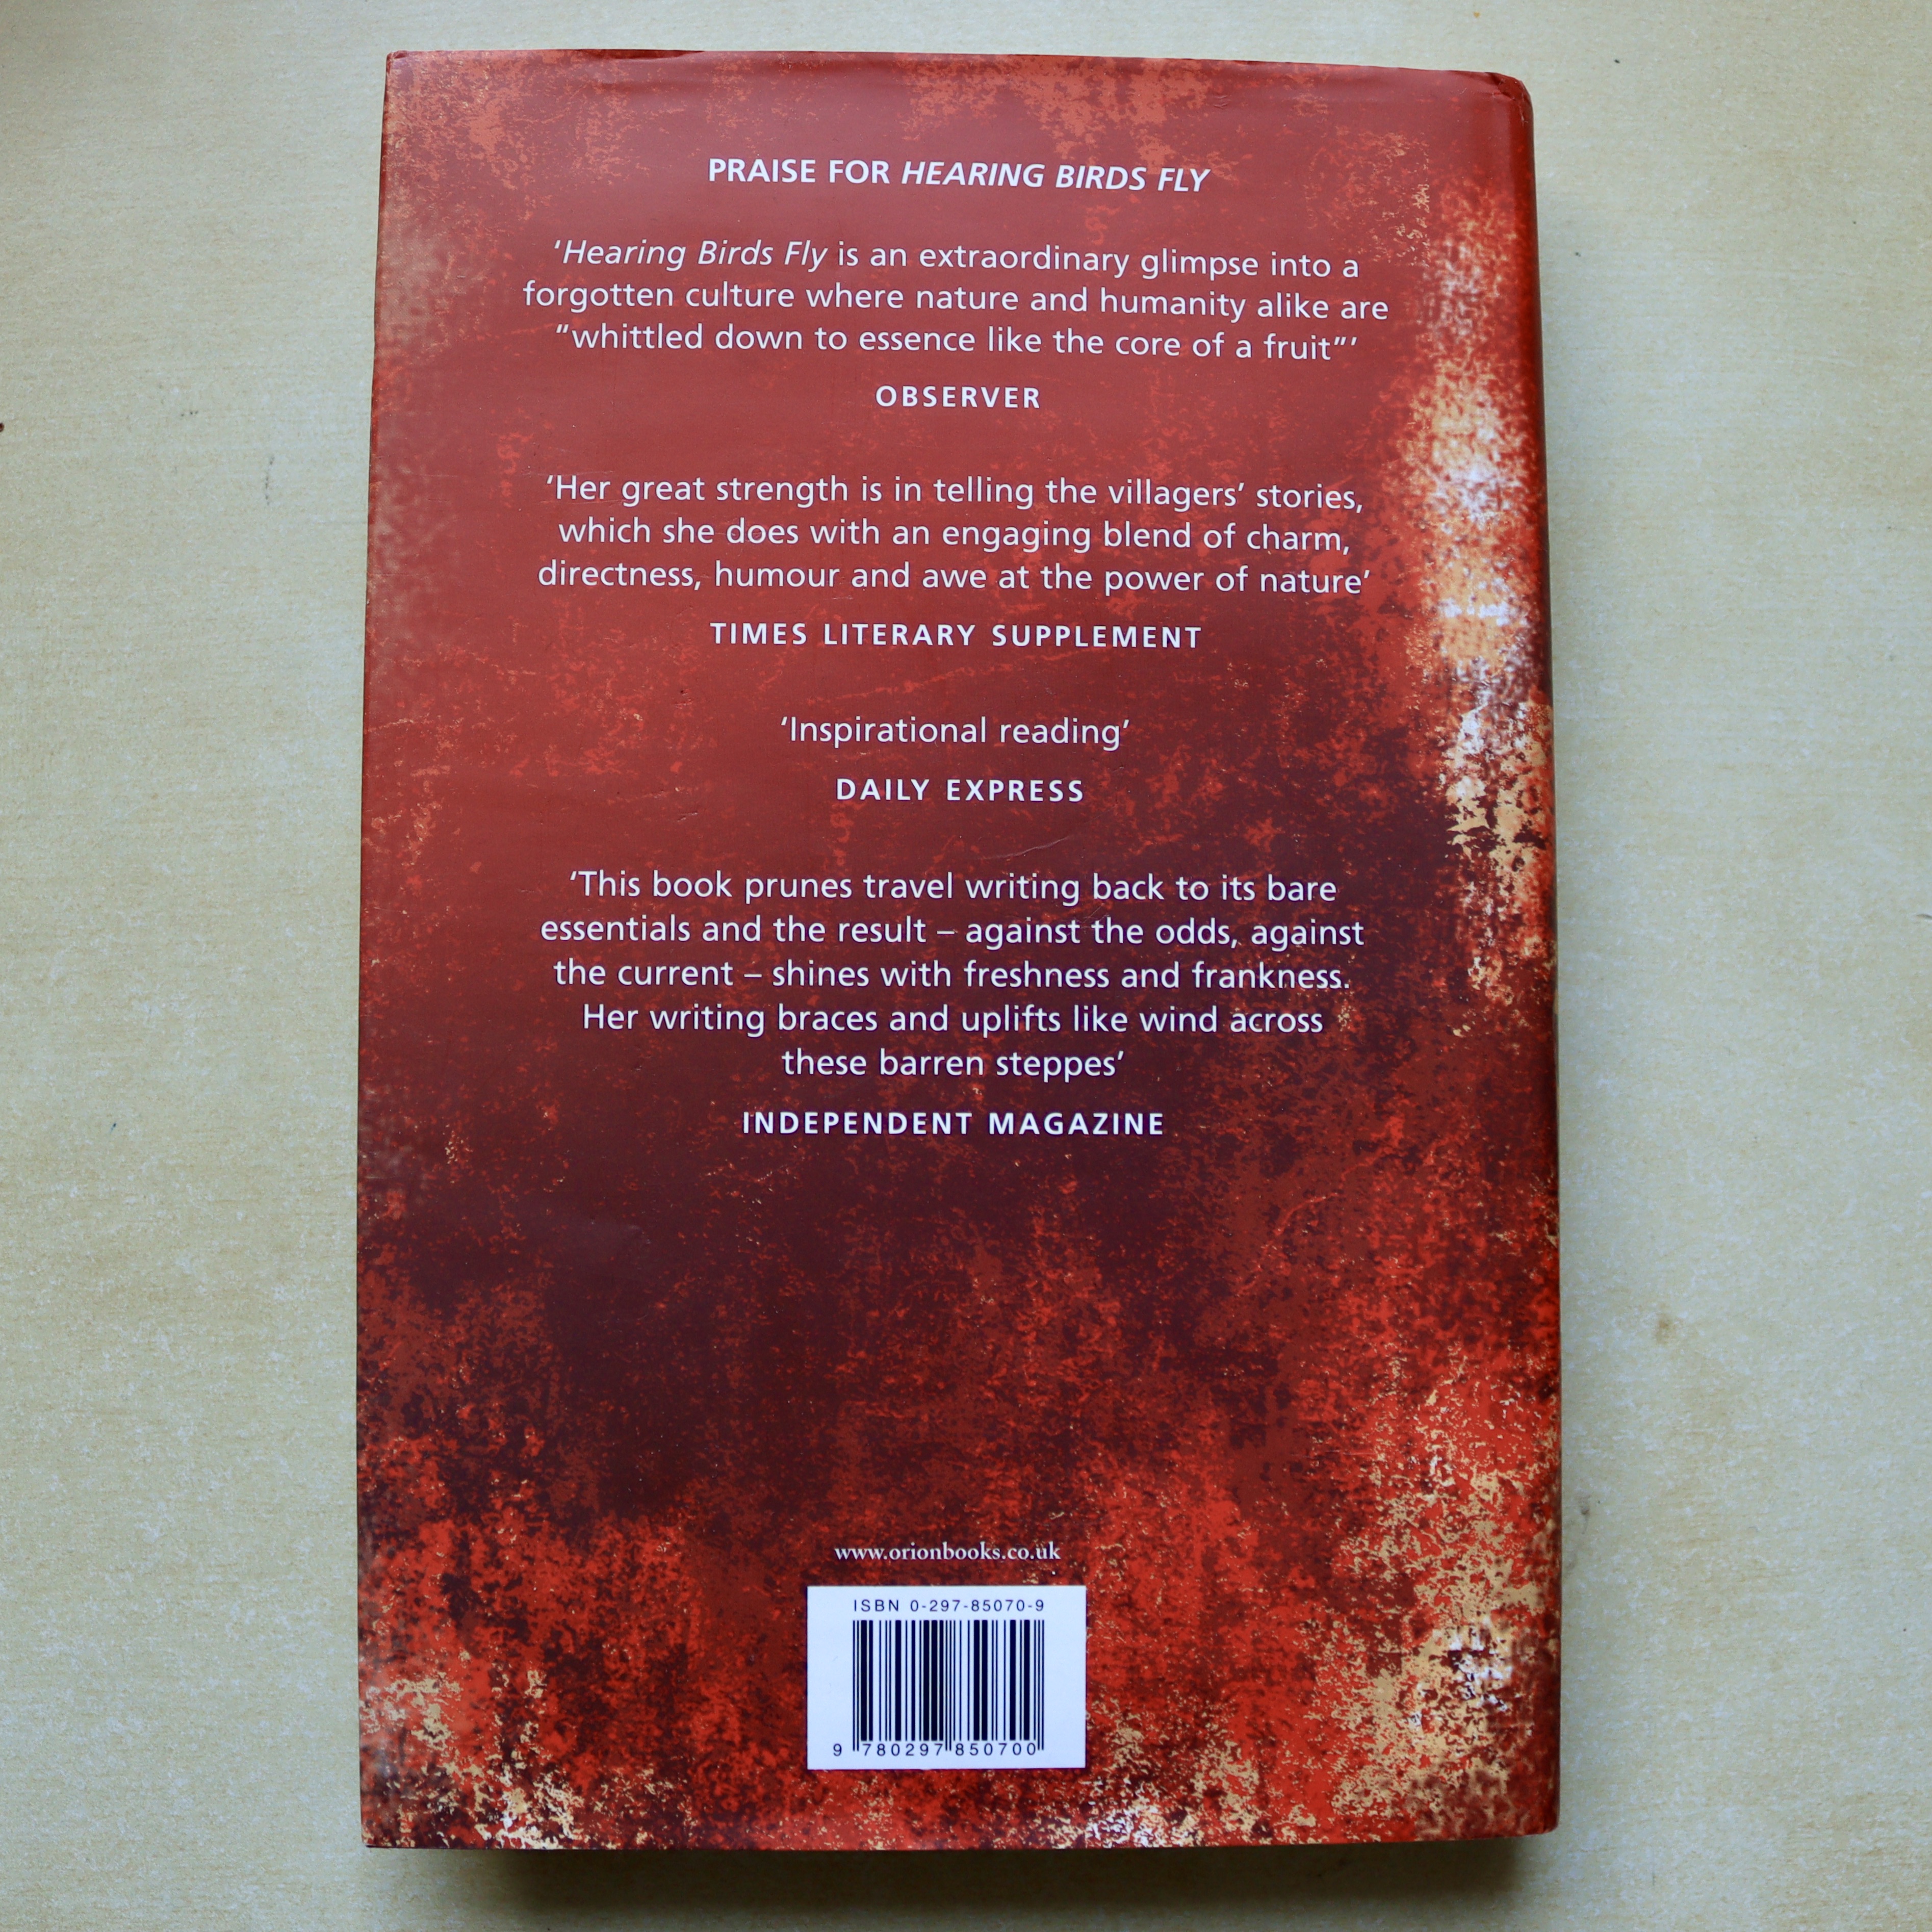 PRAISE FOR HEARING BIRDS FLY
‘Hearing Birds Fly is an extraordinary glimpse into a
forgotten culture where nature and humanity alike are
“whittled down to essence like the core of a fruit”’
OBSERVER
‘Her great strength is in telling the villagers’ stories,
which she does with an engaging blend of charm,
directness, humour and awe at the power of nature’
TIMES LITERARY SUPPLEMENT
‘Inspirational reading’
DAILY EXPRESS
‘This book prunes travel writing back to its bare
essentials and the result – against the odds, against
the current – shines with freshness and frankness.
Her writing braces and uplifts like wind across
these barren steppes’
INDEPENDENT MAGAZINE
www.orionbooks.co.uk
ISBN 0-297-85070-9
9 780297 850700